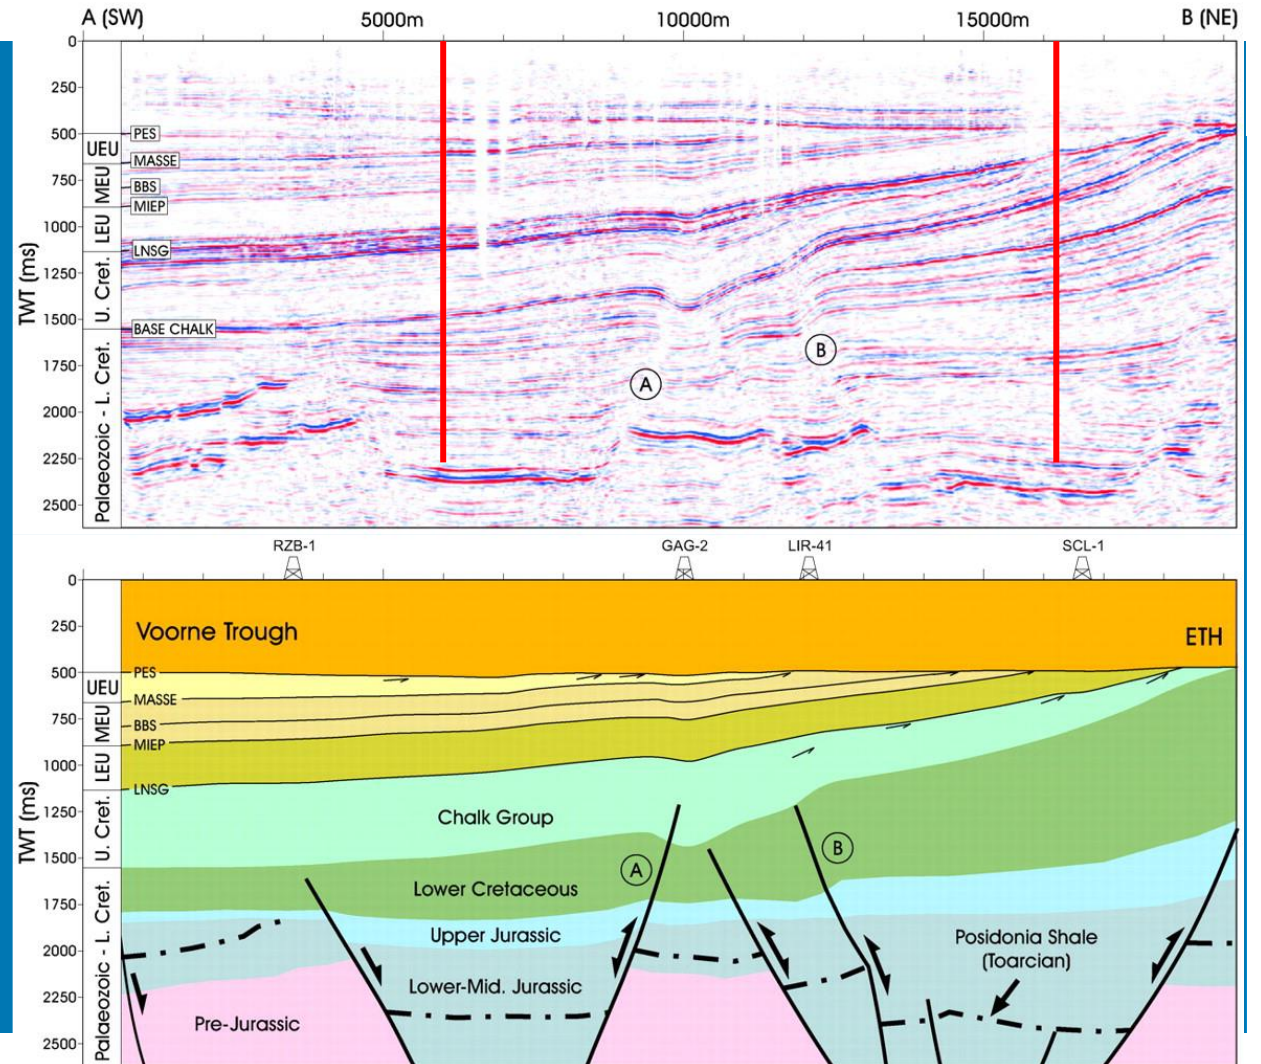 A (SW) 5000m 10000m 15000m B (NE)
0
250
500
750
1000
1250
1500
1750
2000
2250
2500
TWT (ms)
UEU
MEU
LEU
U. Cret.
Palaeozoic - L. Cret.
PES
MASSE
BBS
MIEP
LNSG
BASE CHALK
A
B
RZB-1 GAG-2 LIR-41 SCL-1
0
250
500
750
1000
1250
1500
1750
2000
2250
2500
TWT (ms)
UEU
MEU
LEU
U. Cret.
Palaeozoic - L. Cret.
Voorne Trough
ETH
PES
MASSE
BBS
MIEP
LNSG
Chalk Group
A
B
Lower Cretaceous
Upper Jurassic
Posidonia Shale
(Toarcian)
Lower-Mid. Jurassic
Pre-Jurassic